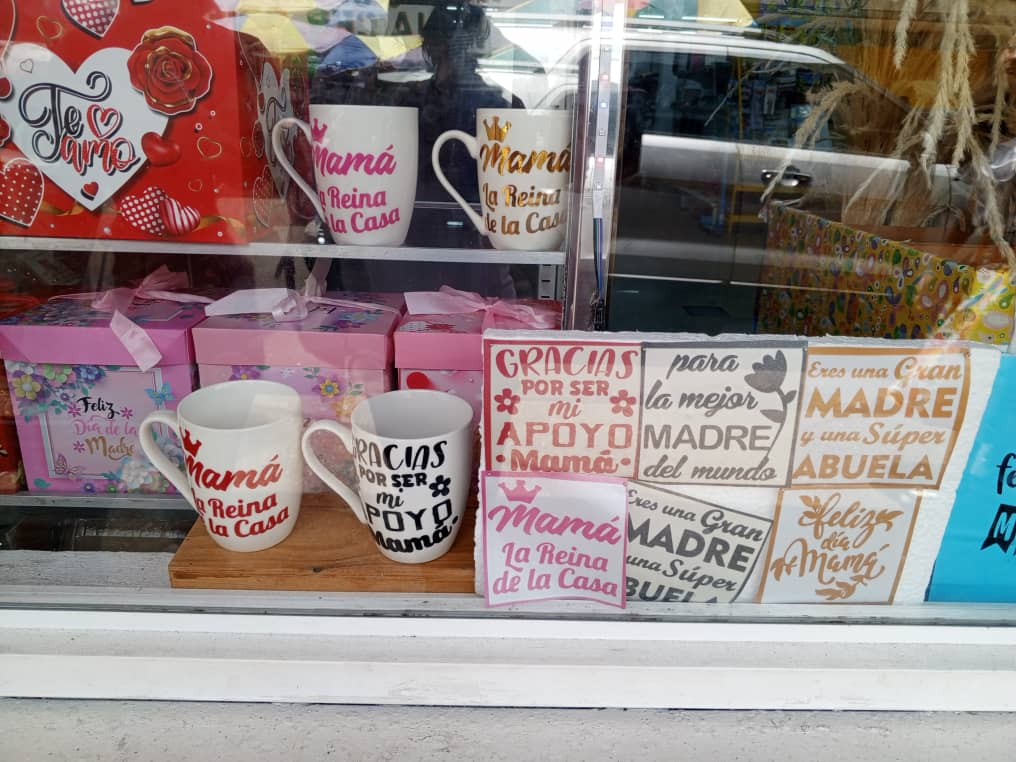 Te
amo
Mamá
La Reina
de la Casa
Mamá
La Reina
de la Casa
Feliz
Día de la
Madre
Mamá
La Reina
de la Casa
GRACIAS
POR SER
mi
APOYO
Mamá
GRACIAS
POR SER
mi
APOYO
Mamá
para
la mejor
MADRE
del mundo
Eres una Gran
MADRE
y una Súper
ABUELA
Mamá
La Reina
de la Casa
Eres una Gran
MADRE
una Súper
ABUELA
feliz
día
Mamá